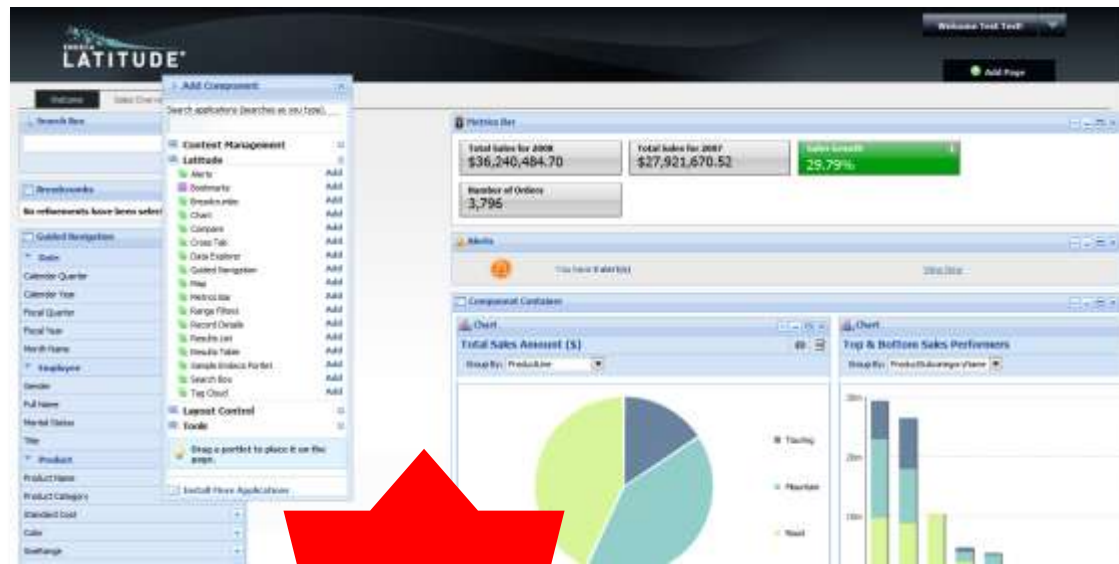 ENDECA
LATITUDE
Welcome Test Test!
Add Page
Welcome
Add Component
Search applications (searches as you type).
Content Management
Latitude
Alerts Add
Bookmarks Add
Breadcrumbs Add
Chart Add
Compare Add
Cross Tab Add
Data Explorer Add
Guided Navigation Add
Map Add
Metrics Bar Add
Range Filters Add
Record Details Add
Results List Add
Results Table Add
Sample Endeca Portlet Add
Search Box Add
Tag Cloud Add
Layout Control
Tools
Drag a portlet to place it on the
page.
Install More Applications
Search Box
Breadcrumbs
No refinements have been selec
Guided Navigation
Date
Calendar Quarter
Calendar Year
Fiscal Quarter
Fiscal Year
Month Name
Employee
Gender
Full Name
Marital Status
Title
Product
Product Name
Product Category
Standard Cost
Color
Metrics Bar
Total Sales for 2008
$36,240,484.70
Total Sales for 2007
$27,921,670.52
Sales Growth
29.79%
Number of Orders
3,796
Alerts
View Now
Component Container
Chart
Total Sales Amount ($)
Group By: ProductLine
Touring
Mountain
Road
Chart
Top & Bottom Sales Performers
Group By: ProductSubcategoryName